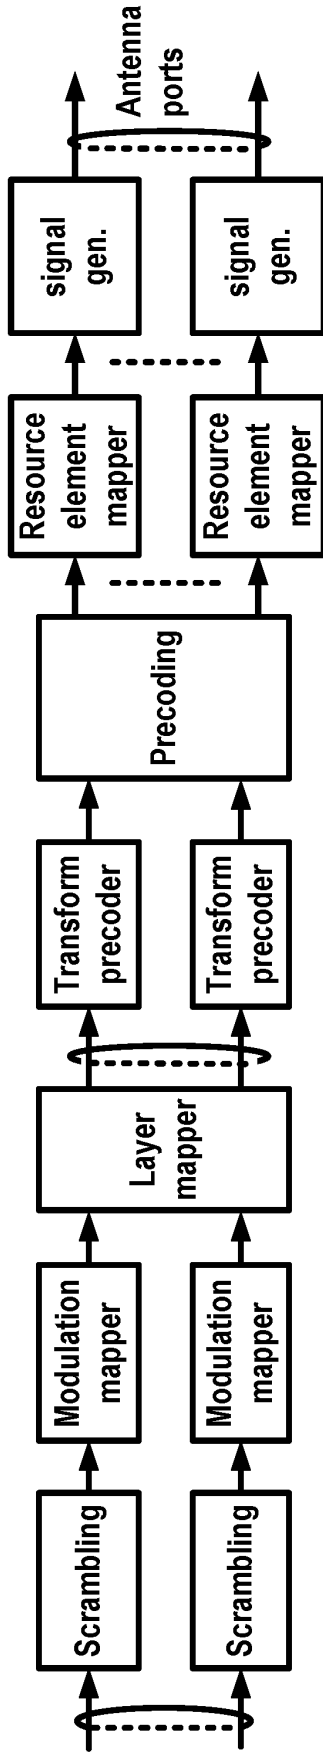 Scrambling
Modulation
mapper
Layer
mapper
Transform
precoder
Precoding
Resource
element
mapper
signal
gen.
Antenna
ports
Scrambling
Modulation
mapper
Transform
precoder
Resource
element
mapper
signal
gen.